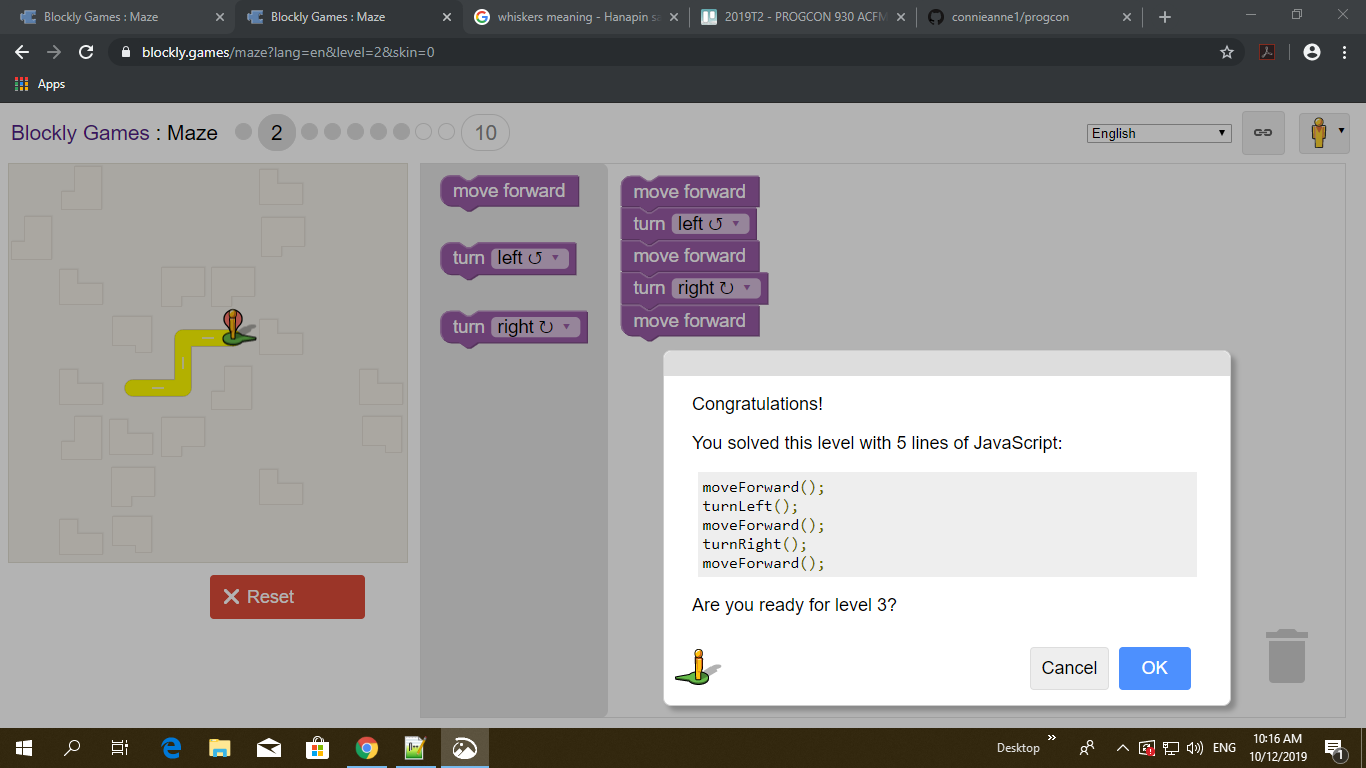 Blockly Games : Maze
Blockly Games : Maze
whiskers meaning - Hanapin sa
2019T2 - PROGCON 930 ACFM
connieanne1/progcon
blockly.games/maze?lang=en&level=2&skin=0
Apps
Blockly Games : Maze 2 10
English
move forward
turn left
turn right
move forward
turn left
move forward
turn right
move forward
Reset
Congratulations!
You solved this level with 5 lines of JavaScript:
moveForward();
turnLeft();
moveForward();
turnRight();
moveForward();
Are you ready for level 3?
Cancel
OK
Desktop
ENG
10:16 AM
10/12/2019
1